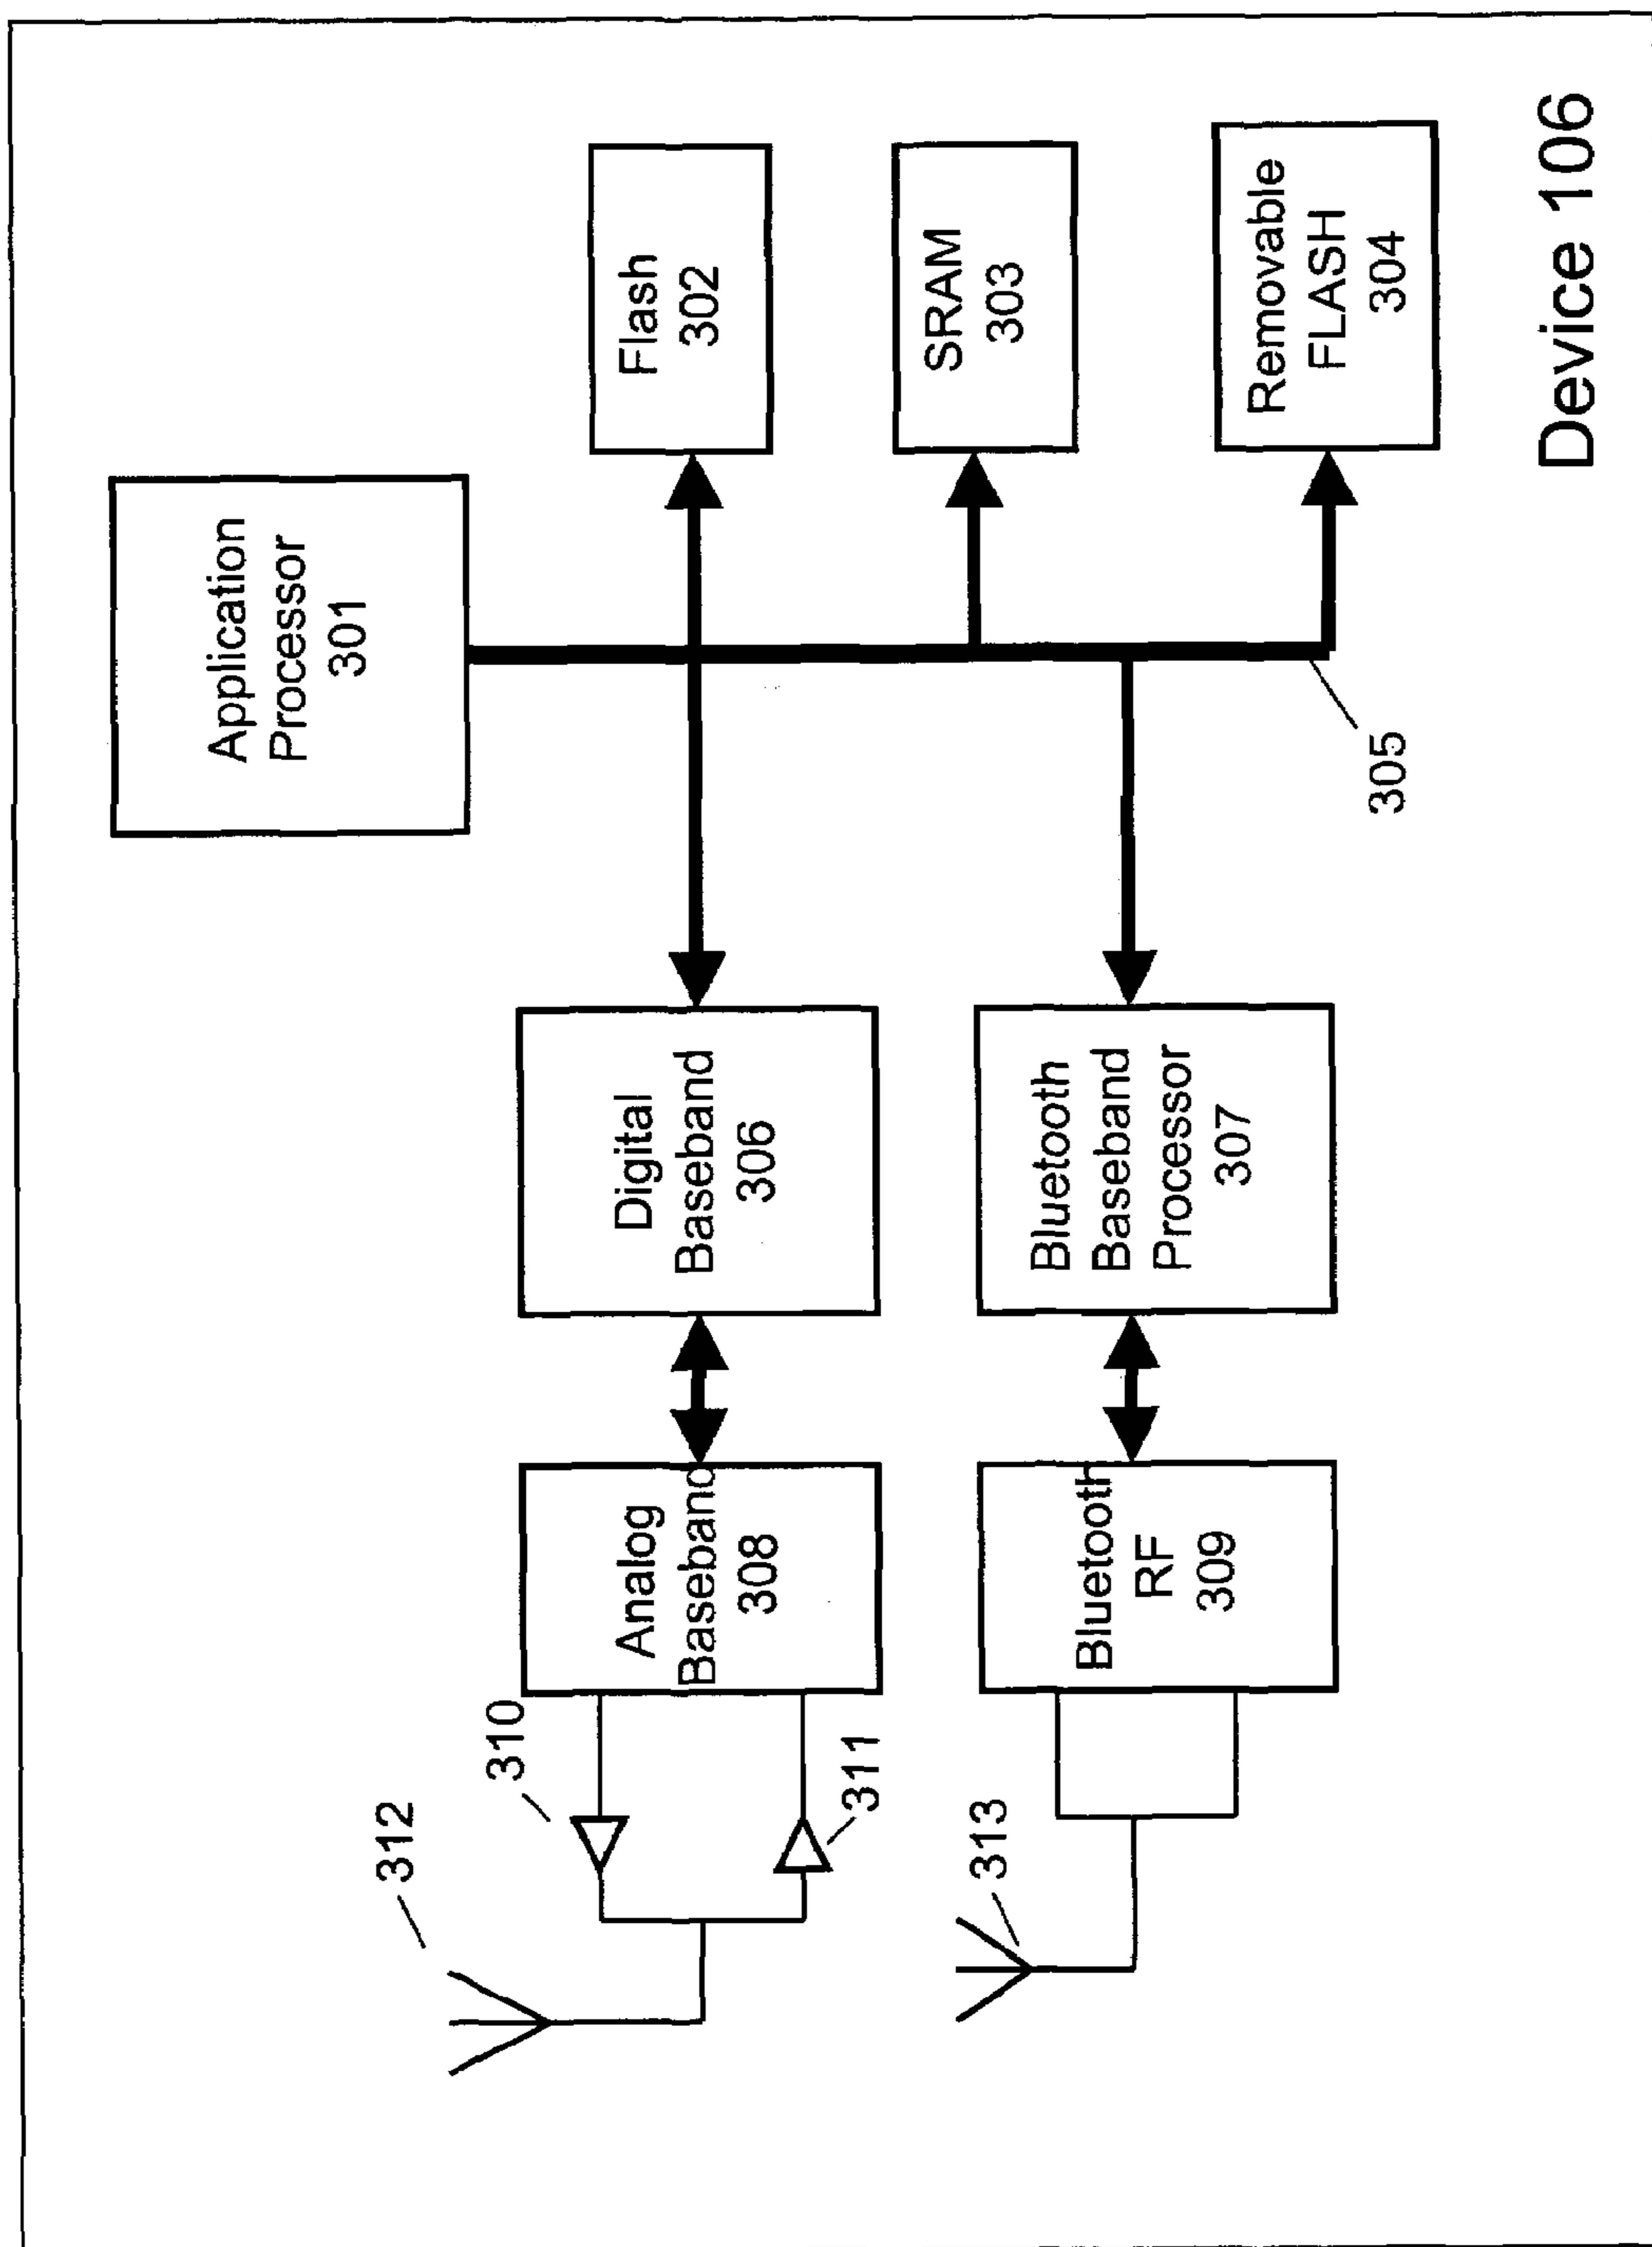 Application
Processor
301
Flash
302
SRAM
303
Removable
FLASH
304
305
Digital
Baseband
306
Bluetooth
Baseband
Processor
307
Analog
Baseband
308
Bluetooth
RF
309
310
311
312
313
Device 106